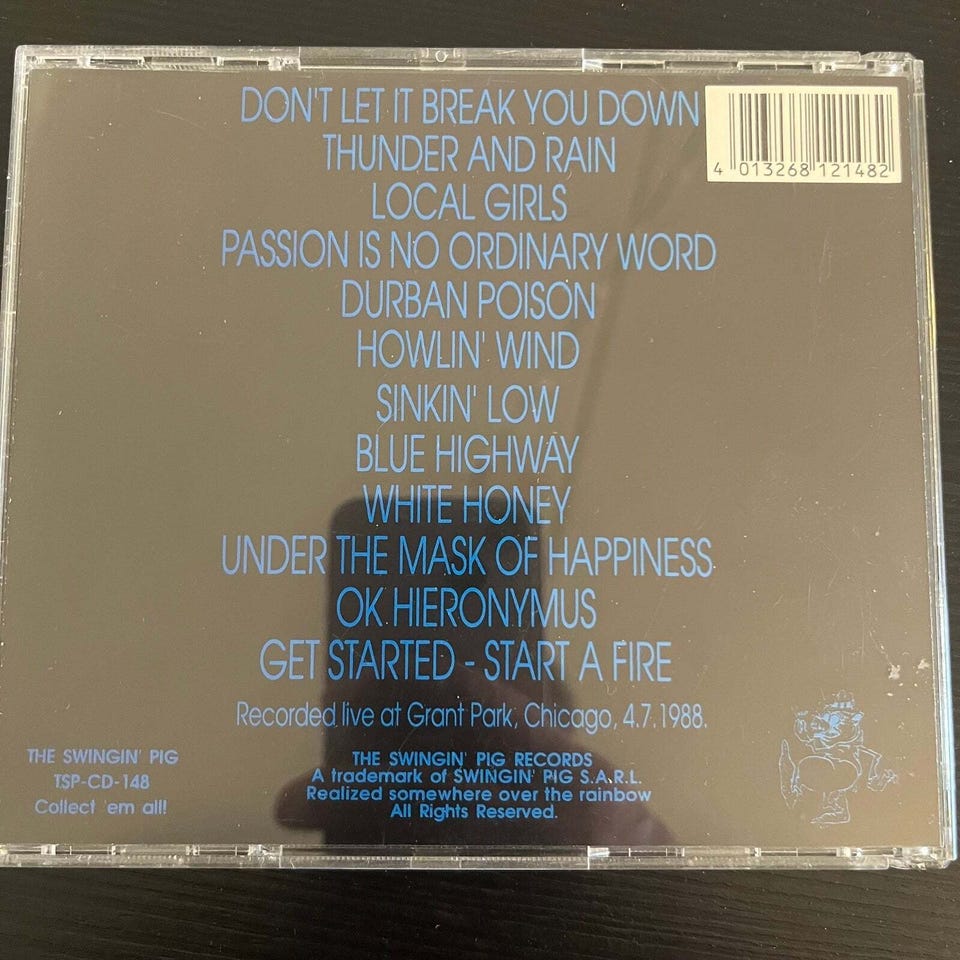 DON'T LET IT BREAK YOU DOWN
THUNDER AND RAIN
LOCAL GIRLS
PASSION IS NO ORDINARY WORD
DURBAN POISON
HOWLIN' WIND
SINKIN' LOW
BLUE HIGHWAY
WHITE HONEY
UNDER THE MASK OF HAPPINESS
OK HIERONYMUS
GET STARTED - START A FIRE
Recorded live at Grant Park, Chicago, 4.7.1988.
4 013268 121482
THE SWINGIN' PIG
TSP-CD-148
Collect 'em all!
THE SWINGIN' PIG RECORDS
A trademark of SWINGIN' PIG S.A.R.L.
Realized somewhere over the rainbow
All Rights Reserved.